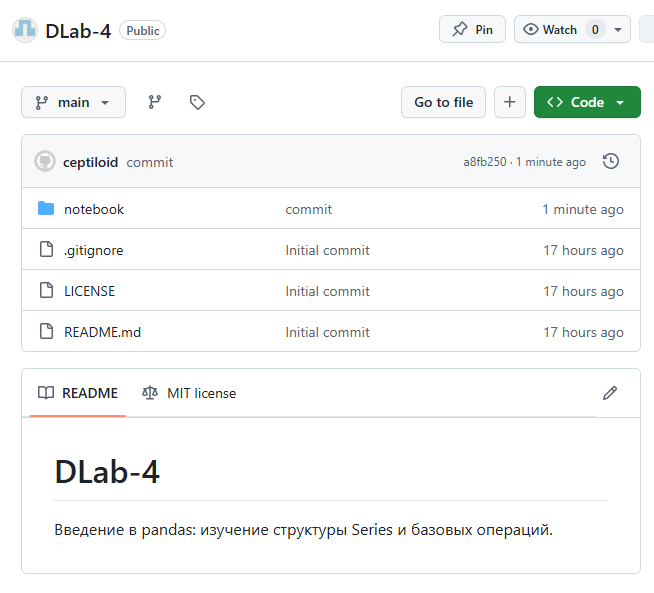 DLab-4 Public Pin Watch 0
main Go to file Code
ceptiloid commit a8fb250 · 1 minute ago
notebook commit 1 minute ago
.gitignore Initial commit 17 hours ago
LICENSE Initial commit 17 hours ago
README.md Initial commit 17 hours ago
README MIT license
DLab-4
Введение в pandas: изучение структуры Series и базовых операций.